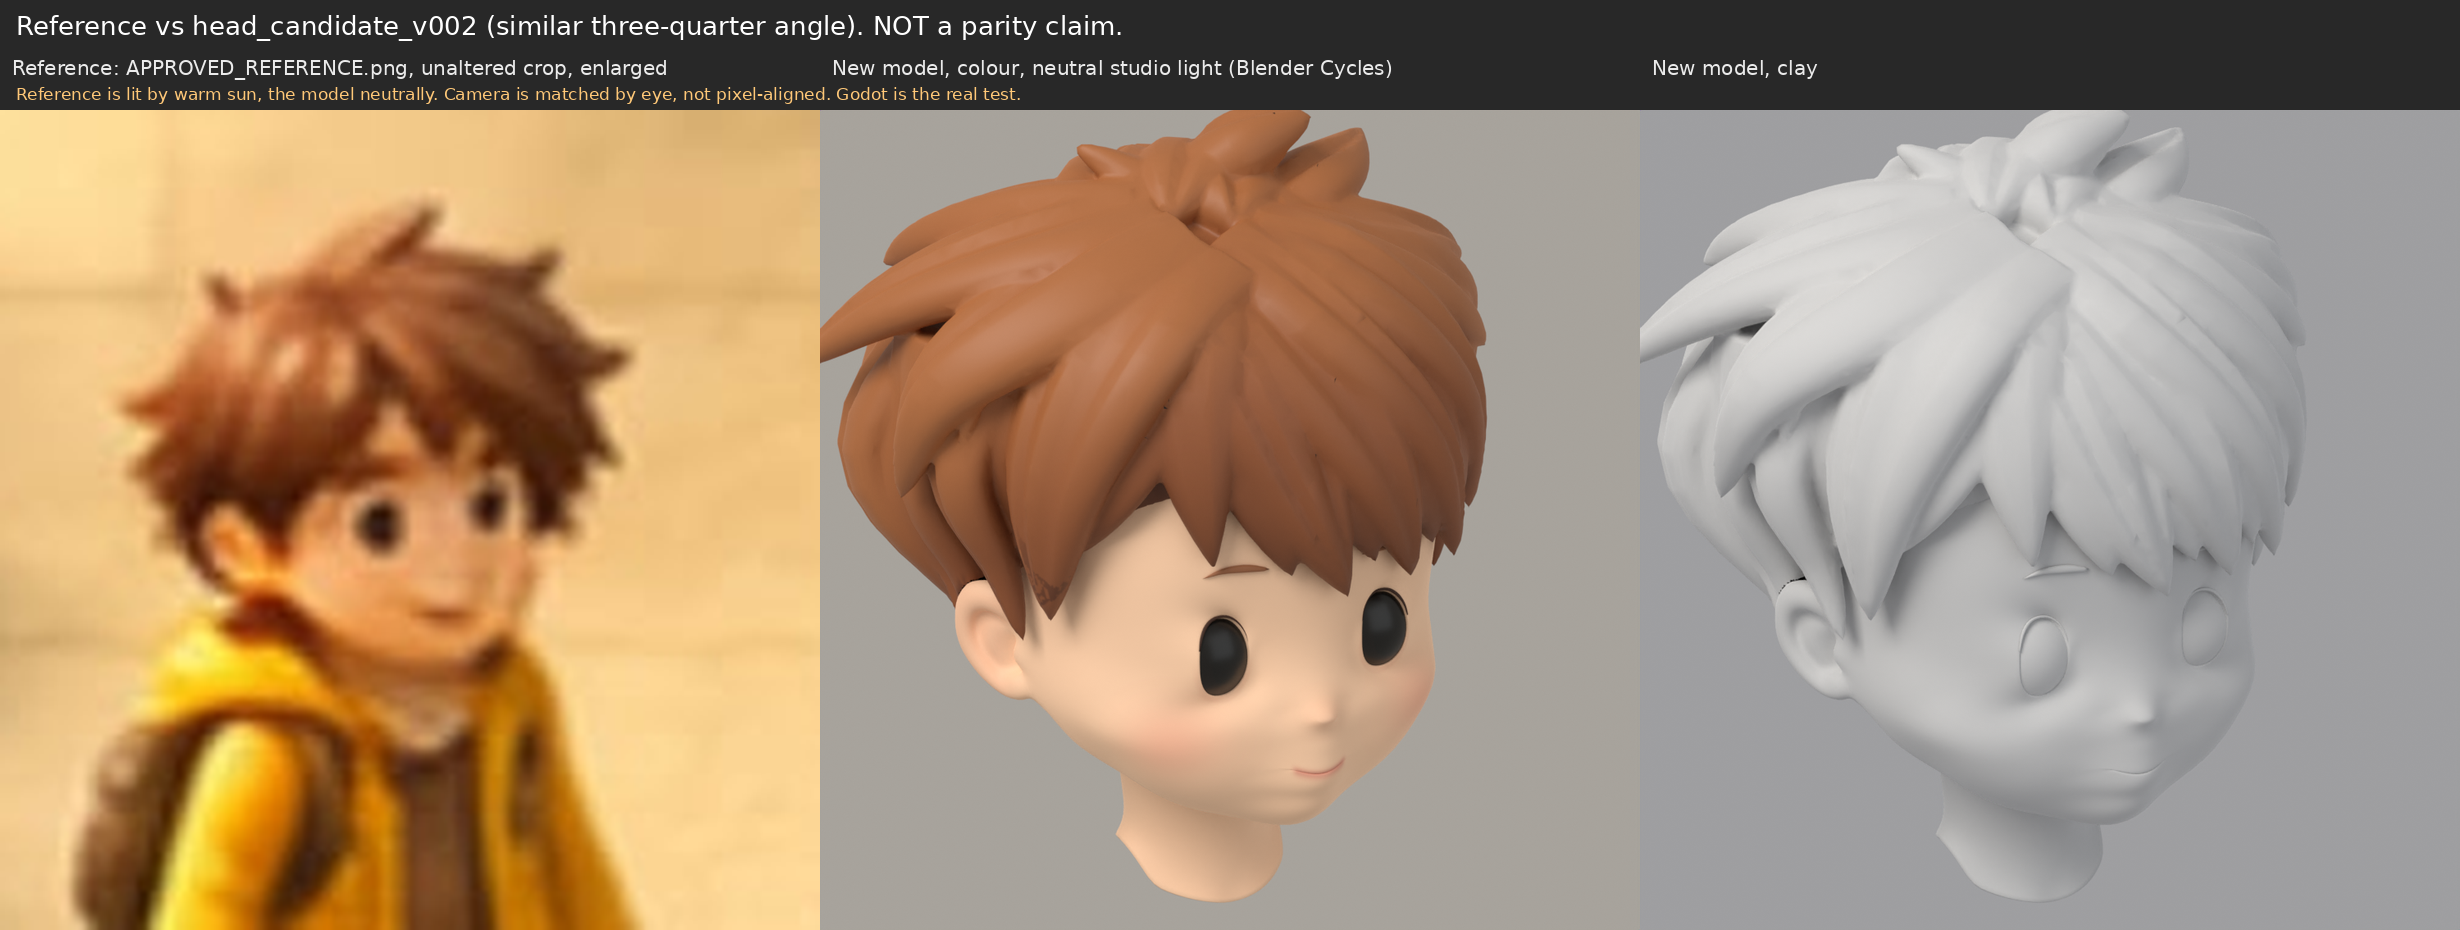 Reference vs head_candidate_v002 (similar three-quarter angle). NOT a parity claim.
Reference: APPROVED_REFERENCE.png, unaltered crop, enlarged
New model, colour, neutral studio light (Blender Cycles)
New model, clay
Reference is lit by warm sun, the model neutrally. Camera is matched by eye, not pixel-aligned. Godot is the real test.